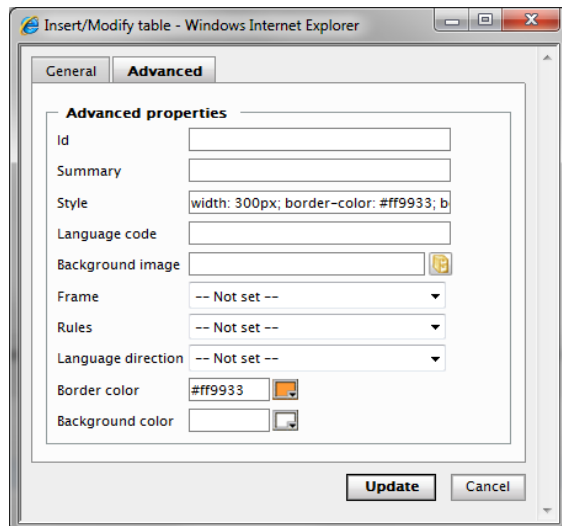 Insert/Modify table - Windows Internet Explorer
General Advanced
Advanced properties
Id
Summary
Style width: 300px; border-color: #ff9933;
Language code
Background image
Frame -- Not set --
Rules -- Not set --
Language direction -- Not set --
Border color #ff9933
Background color
Update Cancel